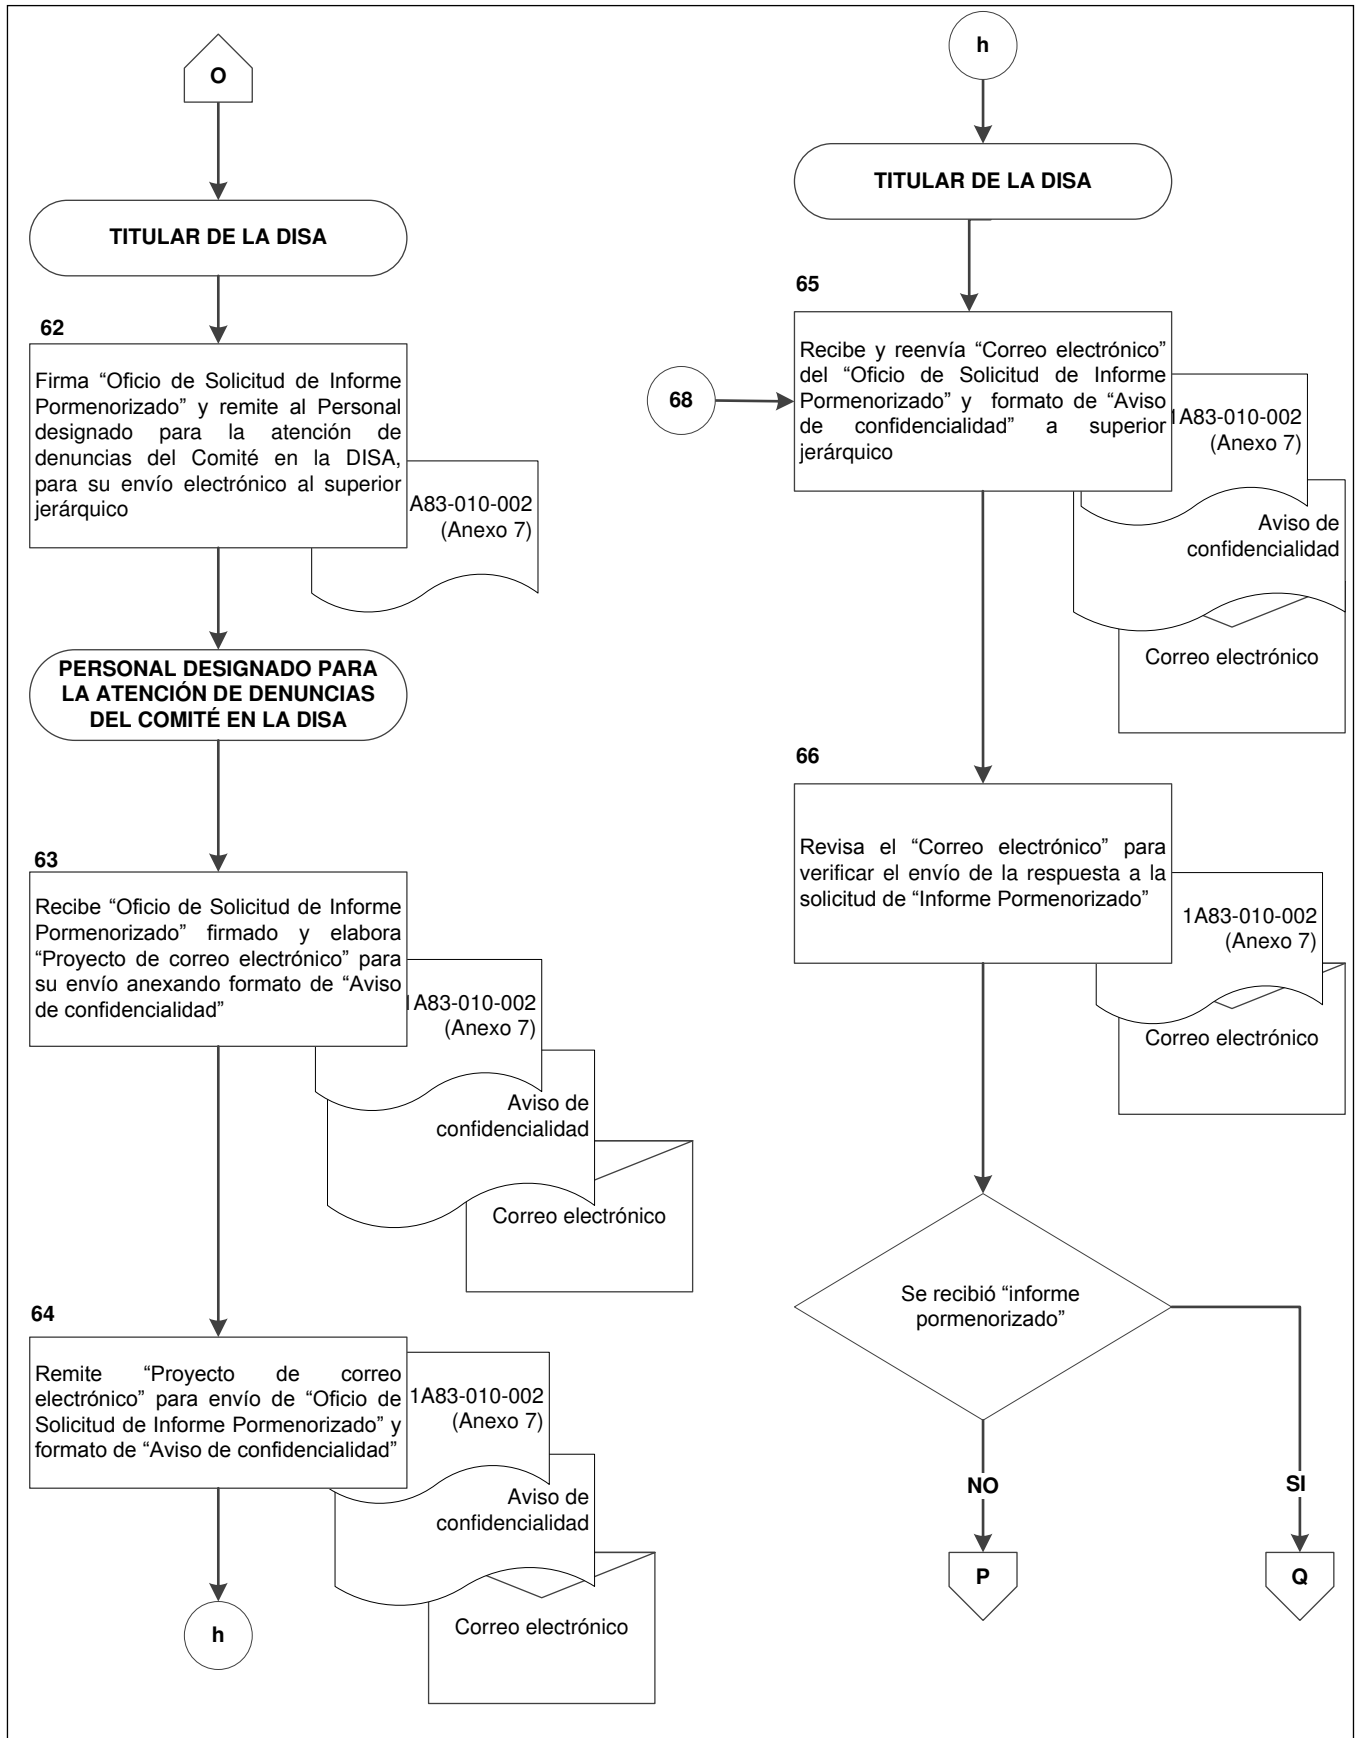 O
TITULAR DE LA DISA
62
Firma “Oficio de Solicitud de Informe
Pormenorizado” y remite al Personal
designado para la atención de
denuncias del Comité en la DISA,
para su envío electrónico al superior
jerárquico
A83-010-002
(Anexo 7)
PERSONAL DESIGNADO PARA
LA ATENCIÓN DE DENUNCIAS
DEL COMITÉ EN LA DISA
63
Recibe “Oficio de Solicitud de Informe
Pormenorizado” firmado y elabora
“Proyecto de correo electrónico” para
su envío anexando formato de “Aviso
de confidencialidad”
1A83-010-002
(Anexo 7)
Aviso de
confidencialidad
Correo electrónico
64
Remite “Proyecto de correo
electrónico” para envío de “Oficio de
Solicitud de Informe Pormenorizado” y
formato de “Aviso de confidencialidad”
1A83-010-002
(Anexo 7)
Aviso de
confidencialidad
Correo electrónico
h
h
TITULAR DE LA DISA
65
68
Recibe y reenvía “Correo electrónico”
del “Oficio de Solicitud de Informe
Pormenorizado” y formato de “Aviso
de confidencialidad” a superior
jerárquico
1A83-010-002
(Anexo 7)
Aviso de
confidencialidad
Correo electrónico
66
Revisa el “Correo electrónico” para
verificar el envío de la respuesta a la
solicitud de “Informe Pormenorizado”
1A83-010-002
(Anexo 7)
Correo electrónico
Se recibió “informe
pormenorizado”
NO
SI
P
Q